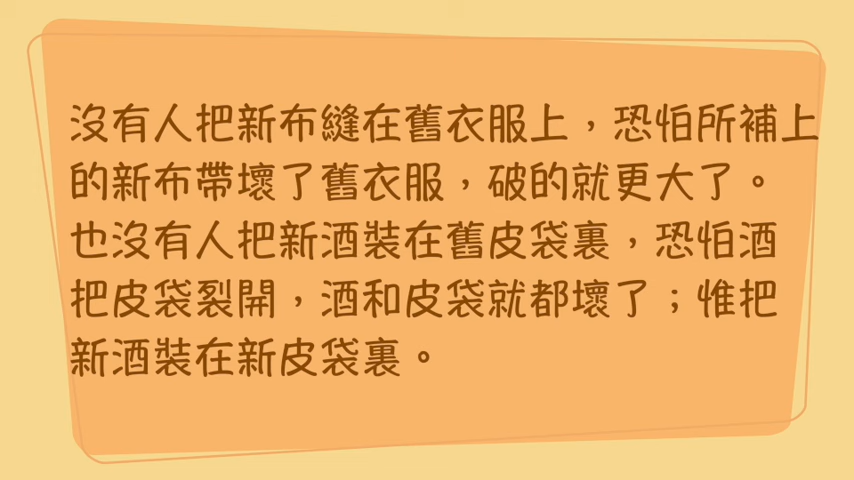 沒有人把新布縫在舊衣服上，恐怕所補上
的新布帶壞了舊衣服，破的就更大了。
也沒有人把新酒裝在舊皮袋裏，恐怕酒
把皮袋裂開，酒和皮袋就都壞了；惟把
新酒裝在新皮袋裏。